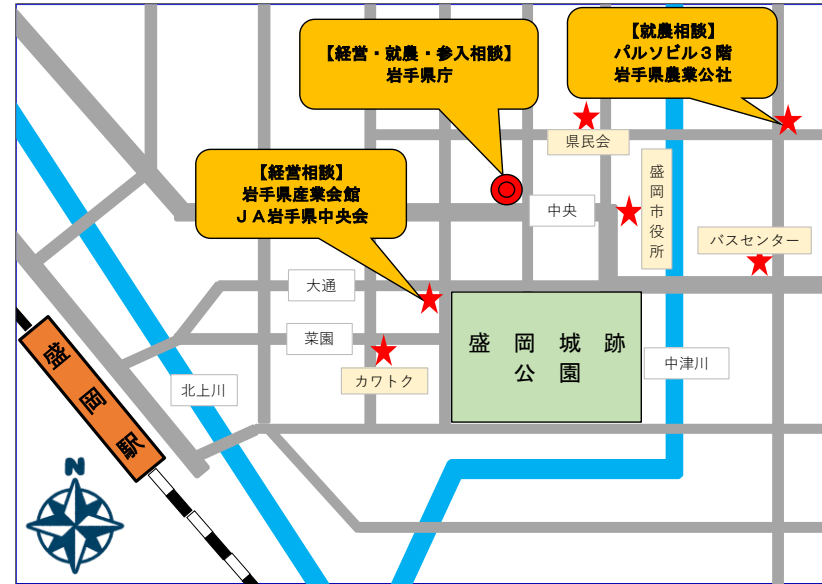 【就農相談】
パルソビル３階
岩手県農業公社
【経営・就農・参入相談】
岩手県庁
県民会
【経営相談】
岩手県産業会館
ＪＡ岩手県中央会
中央
盛岡市役所
バスセンター
大通
菜園
盛岡城跡
公園
中津川
カワトク
北上川
盛岡駅
N